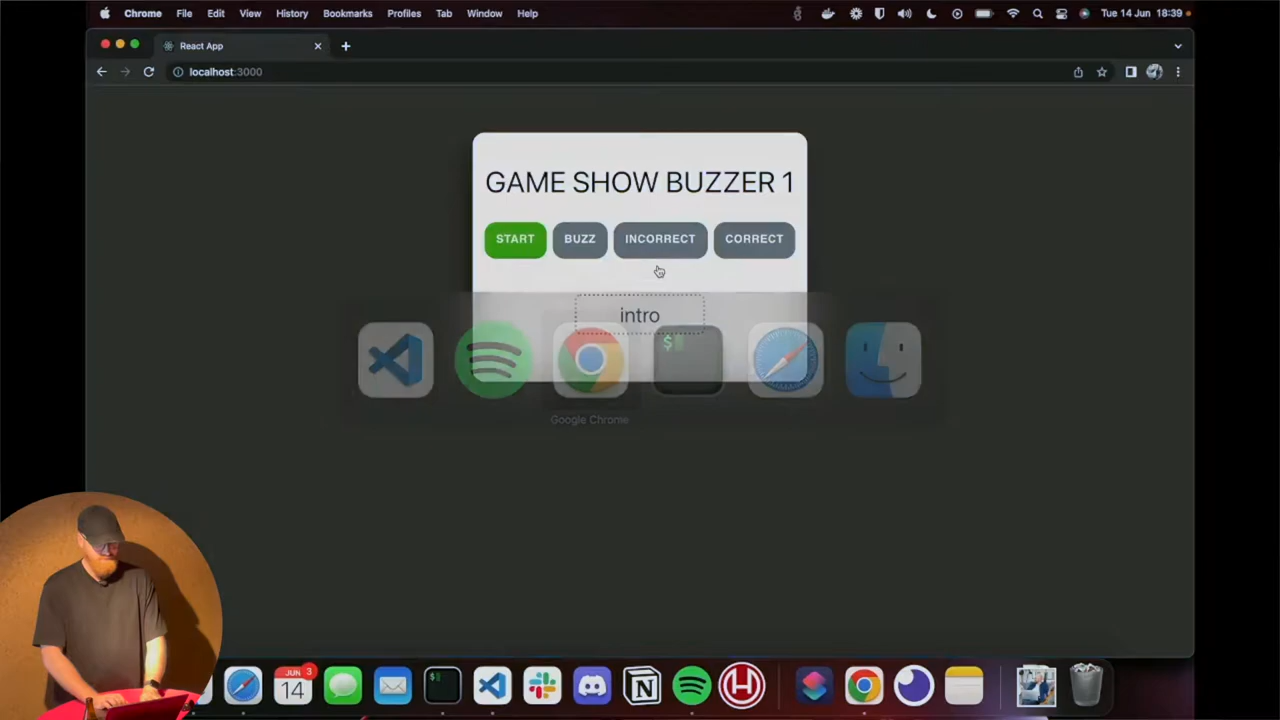 Chrome File Edit View History Bookmarks Profiles Tab Window Help Tue 14 Jun 18:39
React App
localhost:3000
GAME SHOW BUZZER 1
START BUZZ INCORRECT CORRECT
intro
$
Google Chrome
JUN 3
14
$
N
H